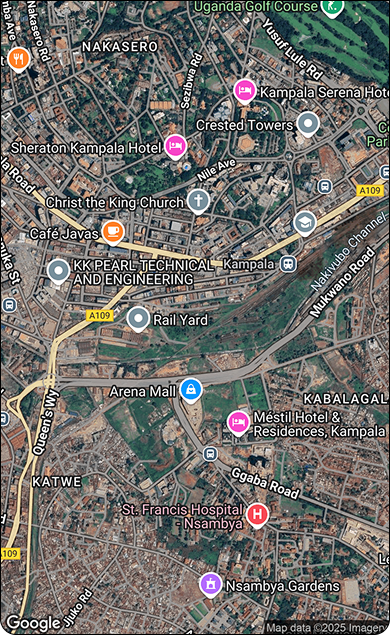 Uganda Golf Course
Nakasero Rd
NAKASERO
Yusuf Lule Rd
Sezibwa Rd
Kampala Serena Hote
Crested Towers
Sheraton Kampala Hotel
Nile Ave
A109
Christ the King Church
Café Javas
Kampala
KK PEARL TECHNICAL
AND ENGINEERING
Nakivubo Channel
Mukwano Road
A109
Rail Yard
Arena Mall
Queen's Wy
KABALAGAL
Méstil Hotel &
Residences, Kampala
Ggaba Road
KATWE
St. Francis Hospital
- Nsambya
A109
Nsambya Gardens
Jjuko Rd
Google
Map data ©2025 Imagery